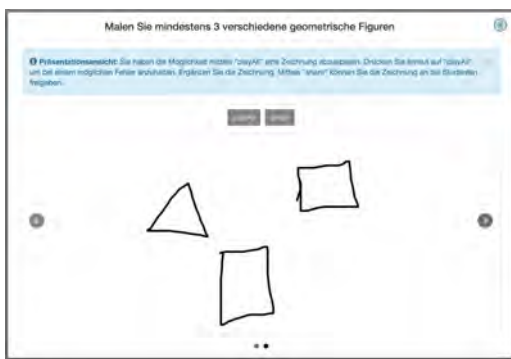 Malen Sie mindestens 3 verschiedene geometrische Figuren
Präsentationsansicht: Sie haben die Möglichkeit mittels "playAll" eine Zeichnung abzuspielen. Drücken Sie erneut auf "playAll"
um bei einem möglichen Fehler anzuhalten. Ergänzen Sie die Zeichnung. Mittels "share" können Sie die Zeichnung an die Studenten
freigeben.
playAll share